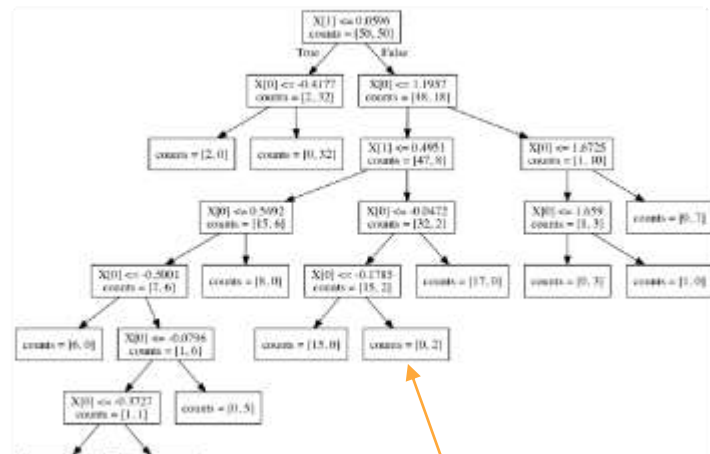 X[1] <= 0.0596
counts = [50, 50]
True
False
X[0] <= -0.4177
counts = [2, 32]
X[0] <= 1.1957
counts = [48, 18]
counts = [2, 0]
counts = [0, 32]
X[1] <= 0.4951
counts = [47, 8]
X[0] <= 1.6725
counts = [1, 10]
X[0] <= 0.5692
counts = [15, 6]
X[0] <= -0.0472
counts = [32, 2]
X[0] <= 1.659
counts = [1, 3]
counts = [0, 7]
X[0] <= -0.5001
counts = [7, 6]
counts = [8, 0]
X[0] <= -0.1785
counts = [15, 2]
counts = [17, 0]
counts = [0, 3]
counts = [1, 0]
counts = [6, 0]
X[0] <= -0.0796
counts = [1, 6]
counts = [15, 0]
counts = [0, 2]
X[0] <= -0.3727
counts = [1, 1]
counts = [0, 5]